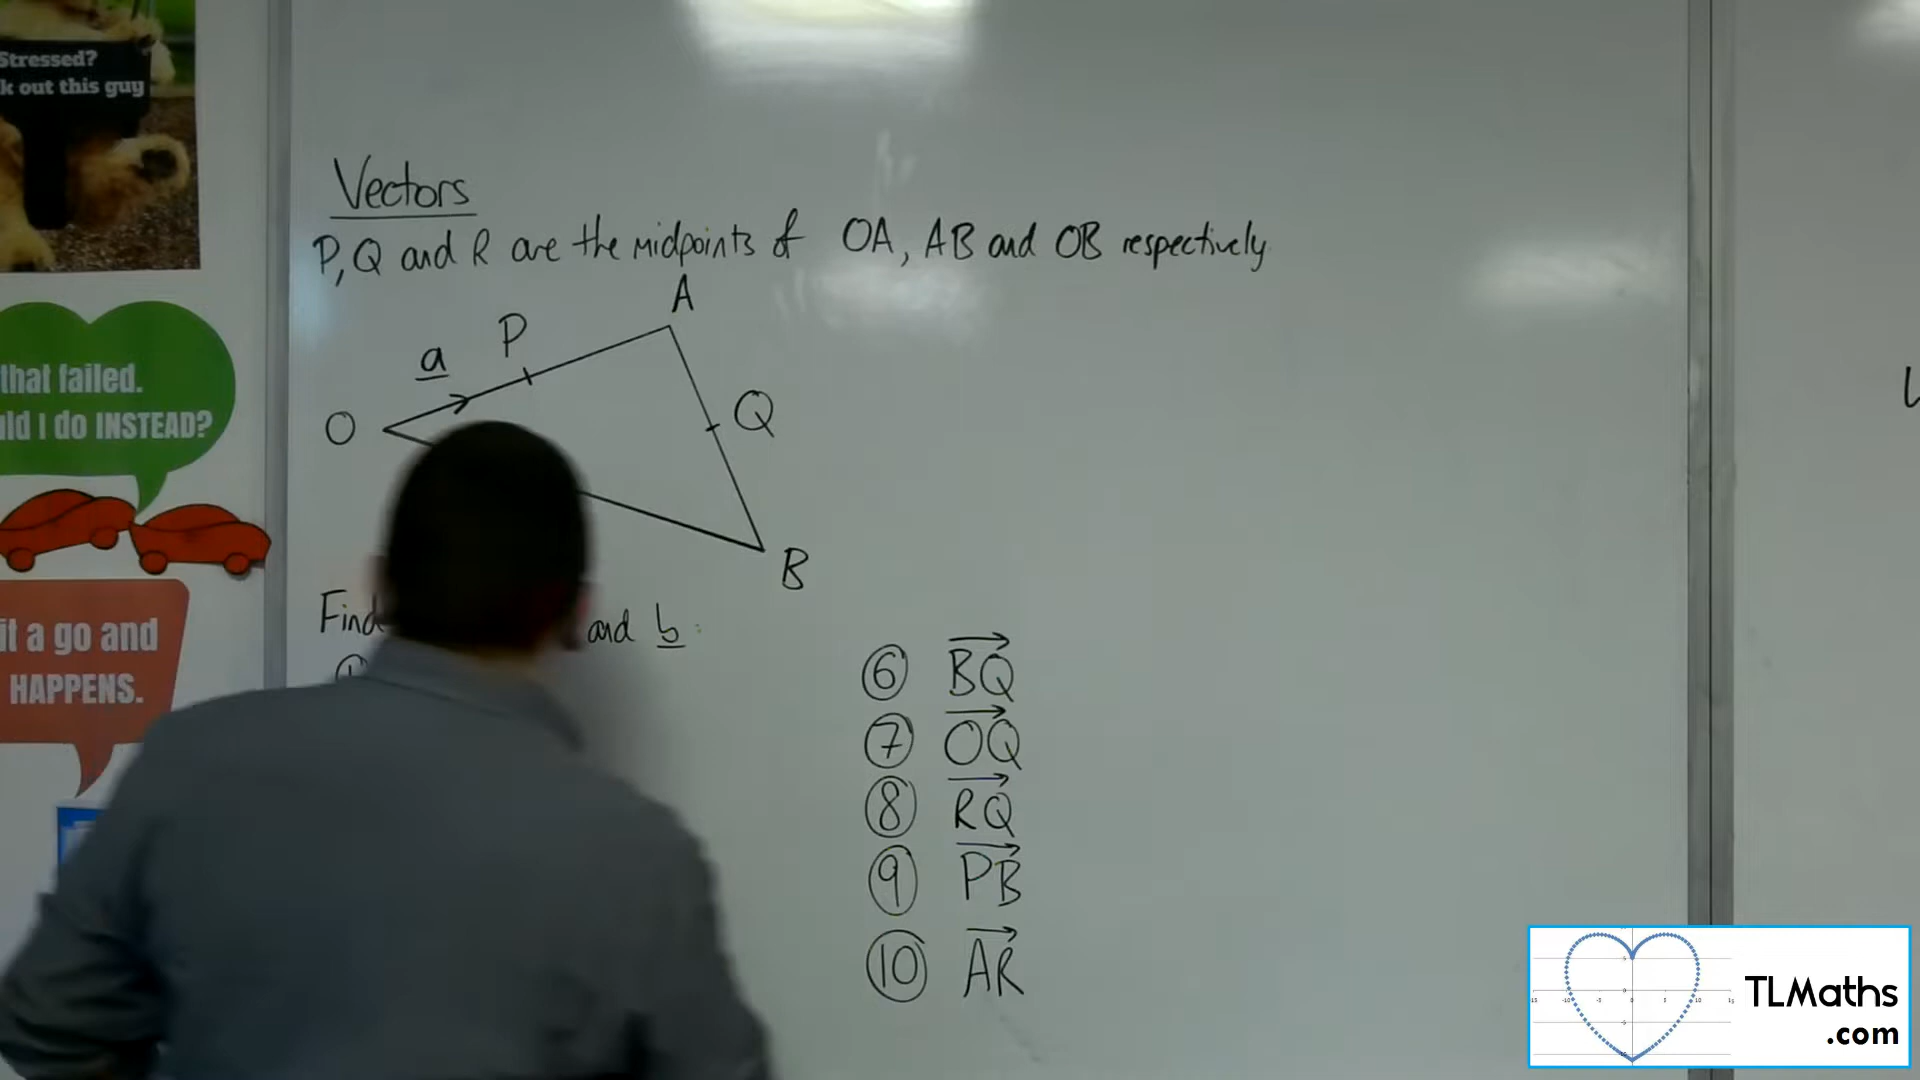 Stressed?
k out this guy
Vectors
P, Q and R are the midpoints of OA, AB and OB respectively
A
P
a
that failed.
ld I do INSTEAD?
O
Q
B
it a go and
HAPPENS.
Find
and b:
①
⑥ BQ
⑦ OQ
⑧ RQ
⑨ PB
⑩ AR
TLMaths
.com